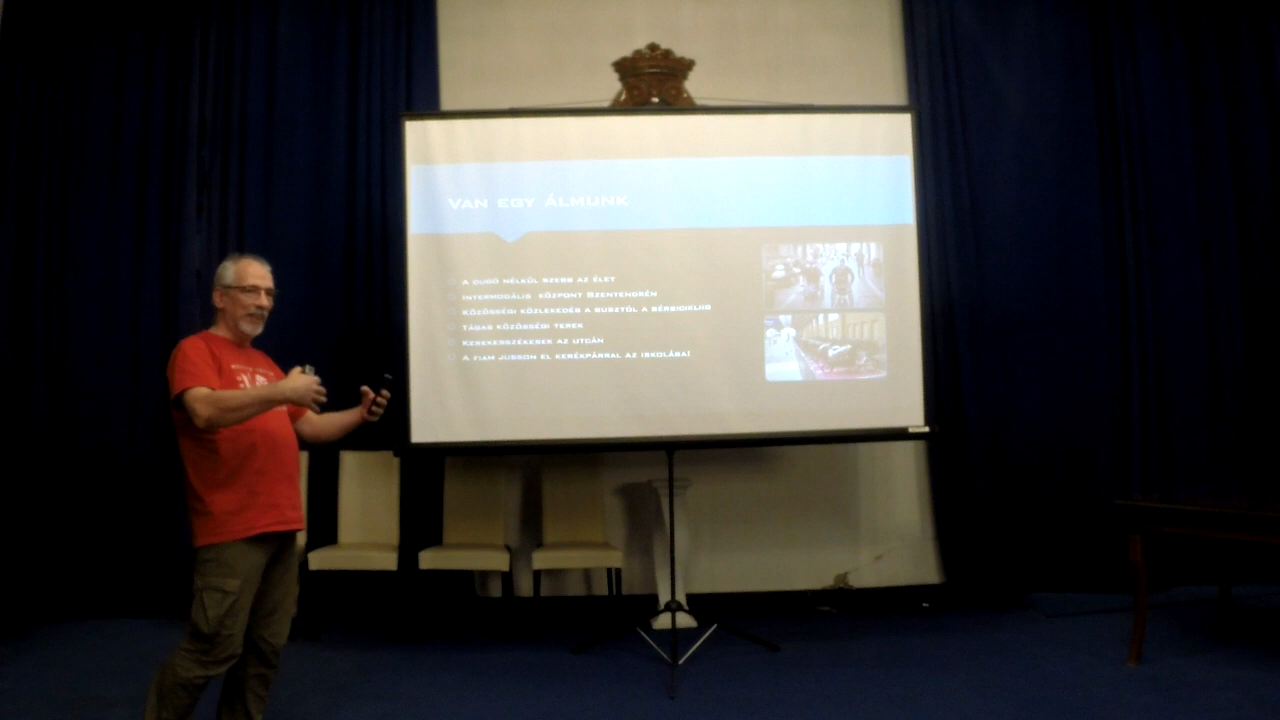 VAN EGY ÁLMUNK
A DUGÓ NÉLKÜL SZEBB AZ ÉLET
INTERMODÁLIS KÖZPONT SZENTENDRÉN
KÖZÖSSÉGI KÖZLEKEDÉS A BUSZTÓL A BÉRBICIKLIIG
TÁGAS KÖZÖSSÉGI TEREK
KEREKESSZÉKESEK AZ UTCÁN
A FIAM JUSSON EL KERÉKPÁRRAL AZ ISKOLÁBA!